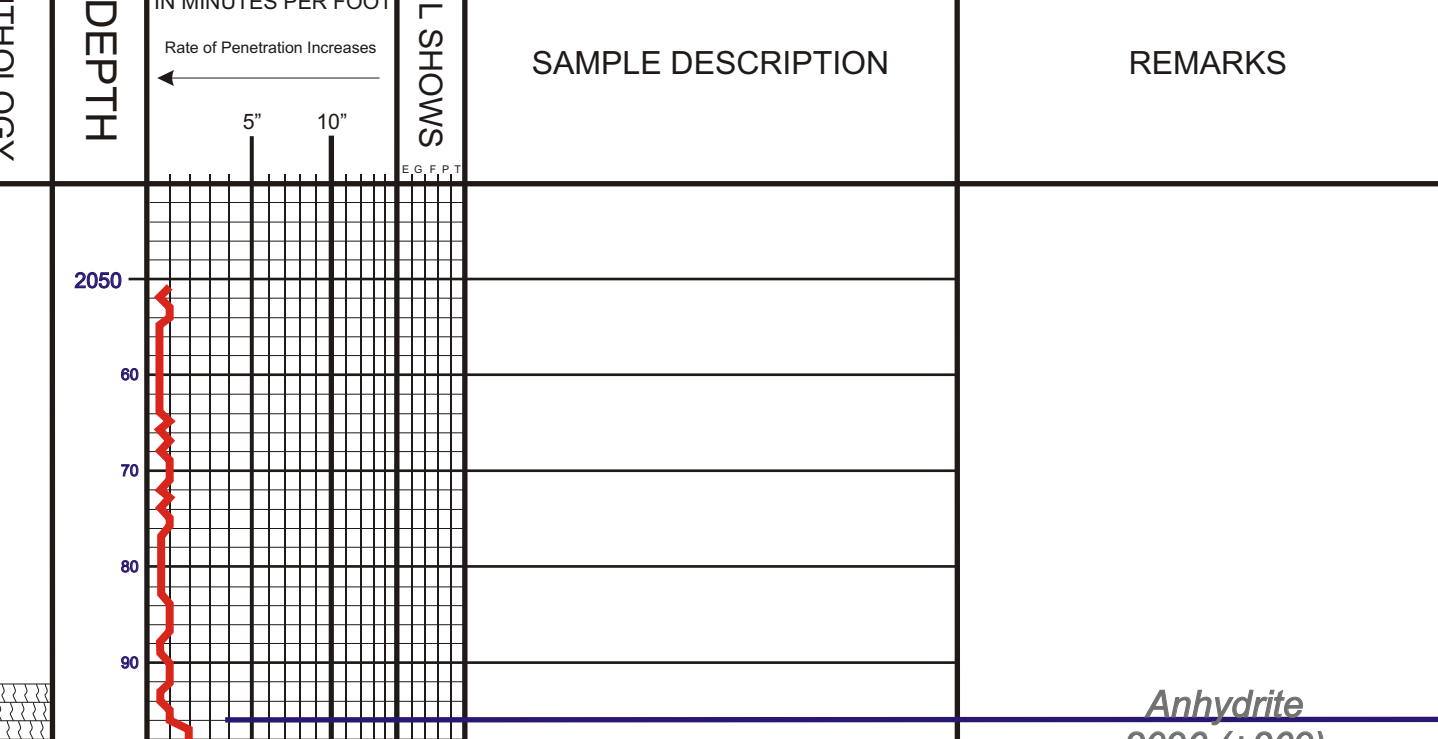 IN MINUTES PER FOOT
DEPTH
Rate of Penetration Increases
L SHOWS
SAMPLE DESCRIPTION
REMARKS
5” 10”
E G F P T
2050
60
70
80
90
Anhydrite